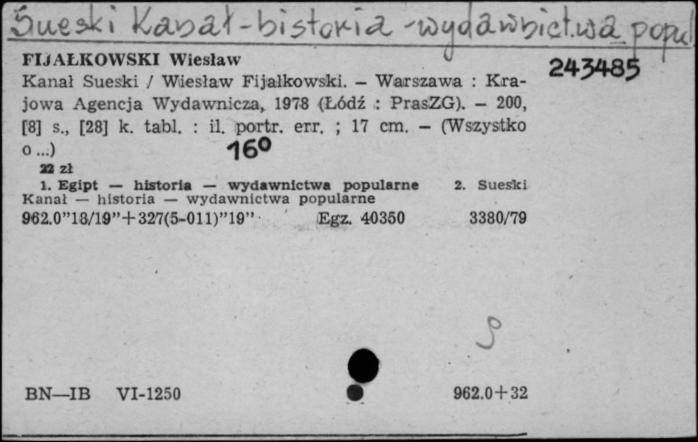 Sueski Kanał - historia - wydawnictwa popul
FIJAŁKOWSKI Wiesław
243485
Kanał Sueski / Wiesław Fijałkowski. — Warszawa : Kra-
jowa Agencja Wydawnicza, 1978 (Łódź : PrasZG). — 200,
[8] s., [28] k. tabl. : il. portr. err. ; 17 cm. — (Wszystko
o ...)
16°
22 zł
1. Egipt — historia — wydawnictwa popularne 2. Sueski
Kanał — historia — wydawnictwa popularne
962.0"18/19"+327(5-011)"19" Egz. 40350 3380/79
BN—IB VI-1250 962.0+32